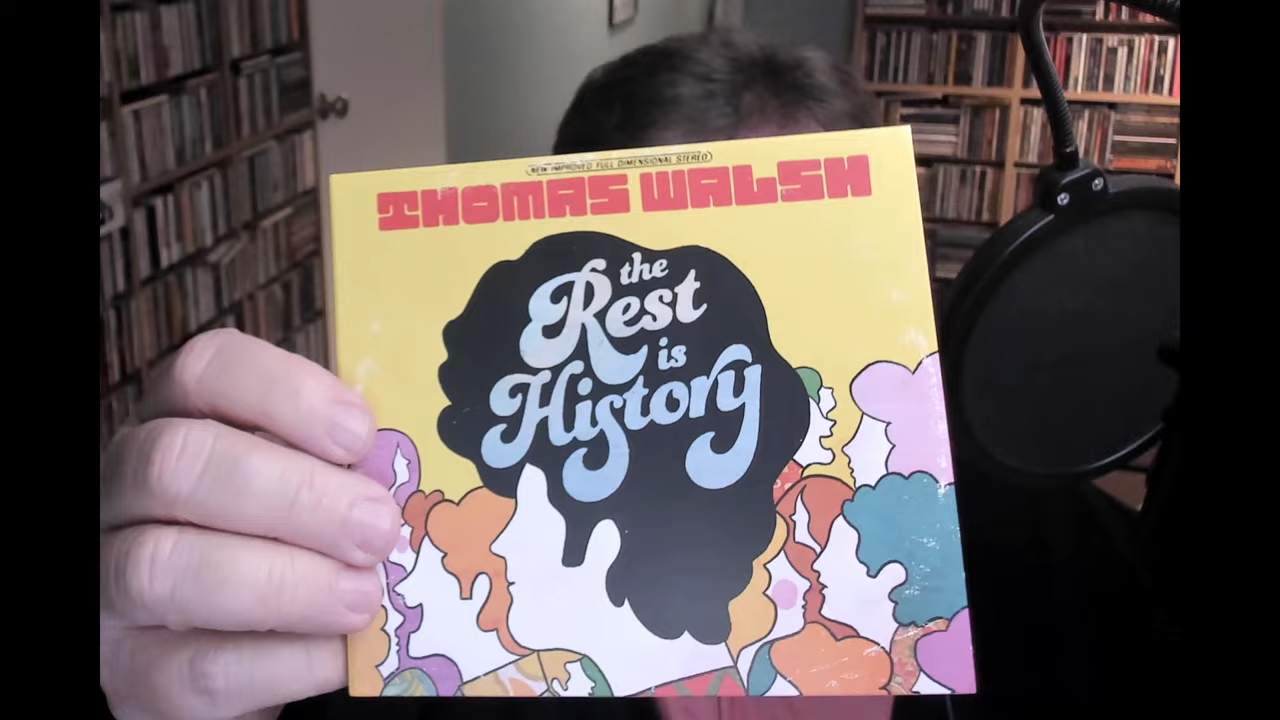 NEW IMPROVED FULL DIMENSIONAL STEREO
THOMAS WALSH
the
Rest
is
History